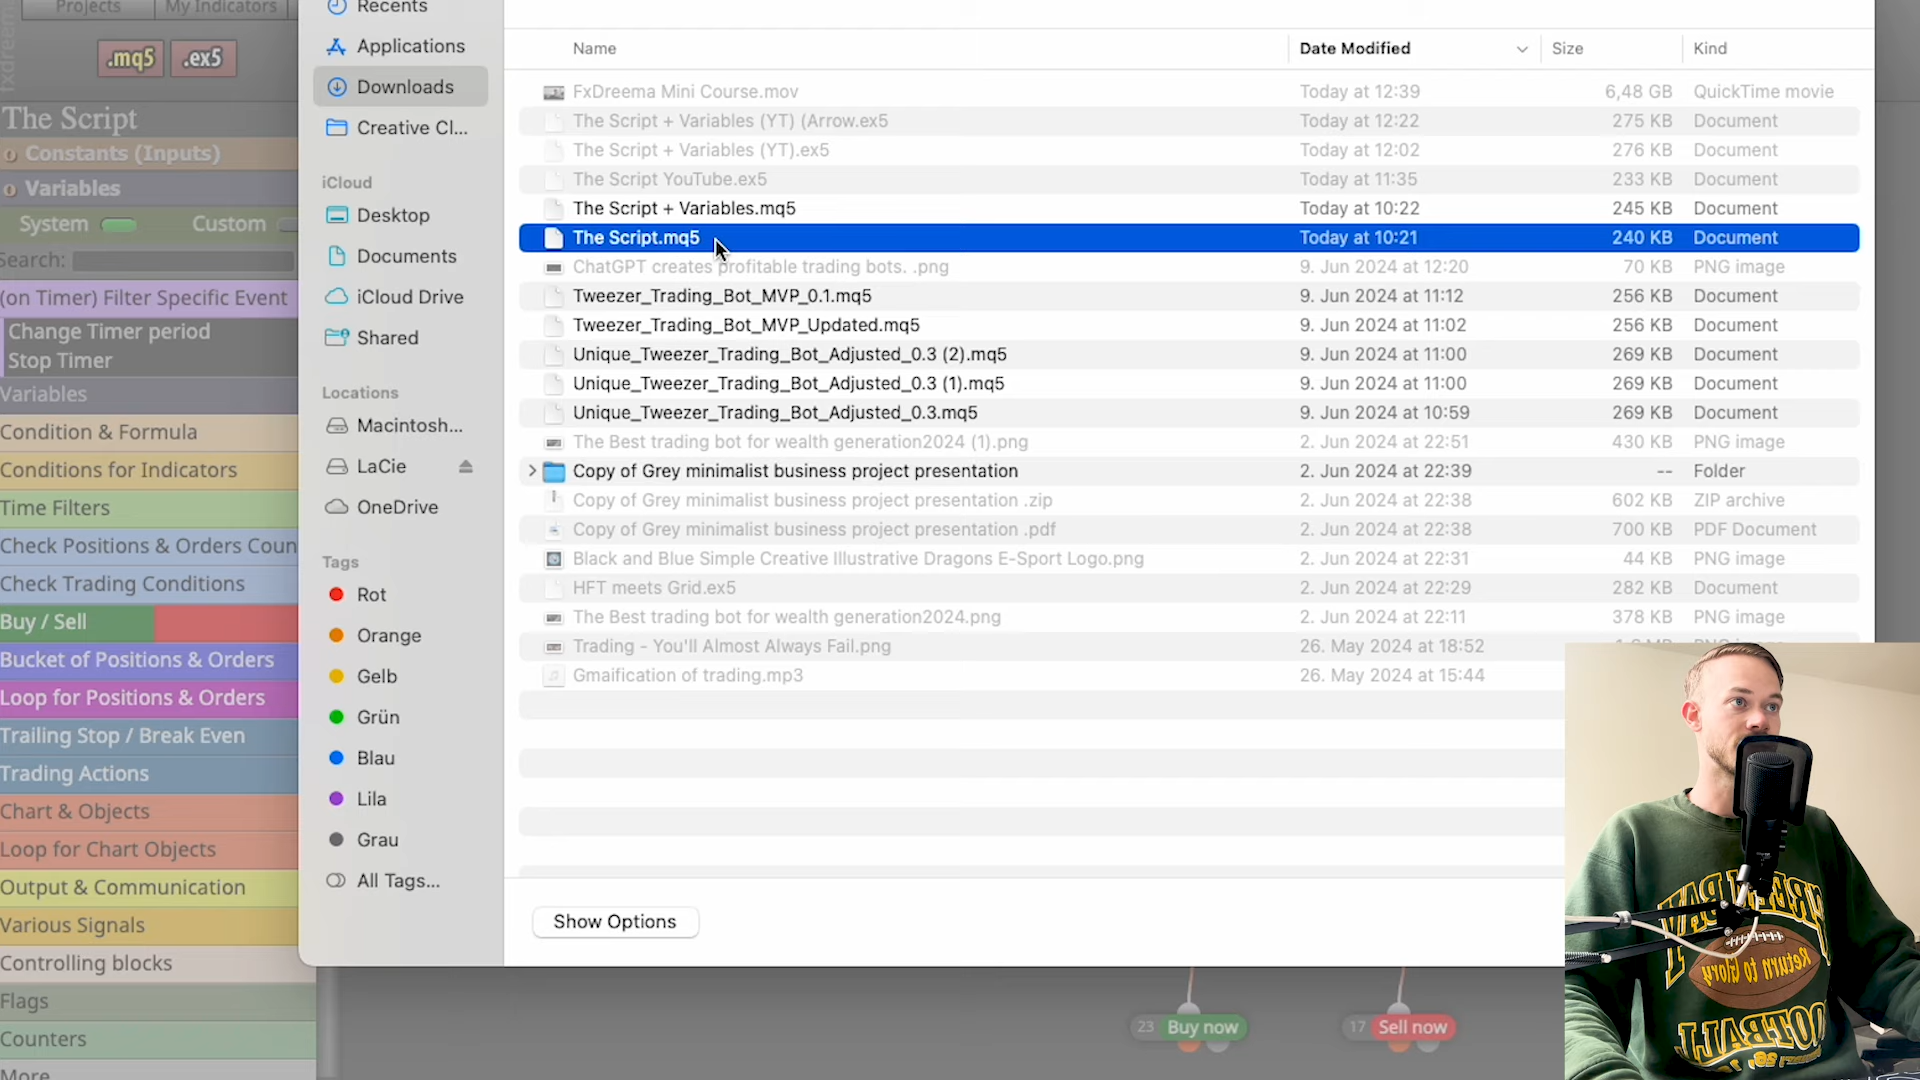 Projects
My Indicators
fxdreema
.mq5
.ex5
The Script
Constants (Inputs)
Variables
System
Custom
Search:
(on Timer) Filter Specific Event
Change Timer period
Stop Timer
Variables
Condition & Formula
Conditions for Indicators
Time Filters
Check Positions & Orders Coun
Check Trading Conditions
Buy / Sell
Bucket of Positions & Orders
Loop for Positions & Orders
Trailing Stop / Break Even
Trading Actions
Chart & Objects
Loop for Chart Objects
Output & Communication
Various Signals
Controlling blocks
Flags
Counters
More
Recents
Applications
Downloads
Creative Cl...
iCloud
Desktop
Documents
iCloud Drive
Shared
Locations
Macintosh...
LaCie
OneDrive
Tags
Rot
Orange
Gelb
Grün
Blau
Lila
Grau
All Tags...
Name Date Modified Size Kind
FxDreema Mini Course.mov Today at 12:39 6,48 GB QuickTime movie
The Script + Variables (YT) (Arrow.ex5 Today at 12:22 275 KB Document
The Script + Variables (YT).ex5 Today at 12:02 276 KB Document
The Script YouTube.ex5 Today at 11:35 233 KB Document
The Script + Variables.mq5 Today at 10:22 245 KB Document
The Script.mq5 Today at 10:21 240 KB Document
ChatGPT creates profitable trading bots. .png 9. Jun 2024 at 12:20 70 KB PNG image
Tweezer_Trading_Bot_MVP_0.1.mq5 9. Jun 2024 at 11:12 256 KB Document
Tweezer_Trading_Bot_MVP_Updated.mq5 9. Jun 2024 at 11:02 256 KB Document
Unique_Tweezer_Trading_Bot_Adjusted_0.3 (2).mq5 9. Jun 2024 at 11:00 269 KB Document
Unique_Tweezer_Trading_Bot_Adjusted_0.3 (1).mq5 9. Jun 2024 at 11:00 269 KB Document
Unique_Tweezer_Trading_Bot_Adjusted_0.3.mq5 9. Jun 2024 at 10:59 269 KB Document
The Best trading bot for wealth generation2024 (1).png 2. Jun 2024 at 22:51 430 KB PNG image
Copy of Grey minimalist business project presentation 2. Jun 2024 at 22:39 -- Folder
Copy of Grey minimalist business project presentation .zip 2. Jun 2024 at 22:38 602 KB ZIP archive
Copy of Grey minimalist business project presentation .pdf 2. Jun 2024 at 22:38 700 KB PDF Document
Black and Blue Simple Creative Illustrative Dragons E-Sport Logo.png 2. Jun 2024 at 22:31 44 KB PNG image
HFT meets Grid.ex5 2. Jun 2024 at 22:29 282 KB Document
The Best trading bot for wealth generation2024.png 2. Jun 2024 at 22:11 378 KB PNG image
Trading - You'll Almost Always Fail.png 26. May 2024 at 18:52
Gmaification of trading.mp3 26. May 2024 at 15:44
Show Options
23 Buy now
17 Sell now
GREEN BAY
Return to Glory